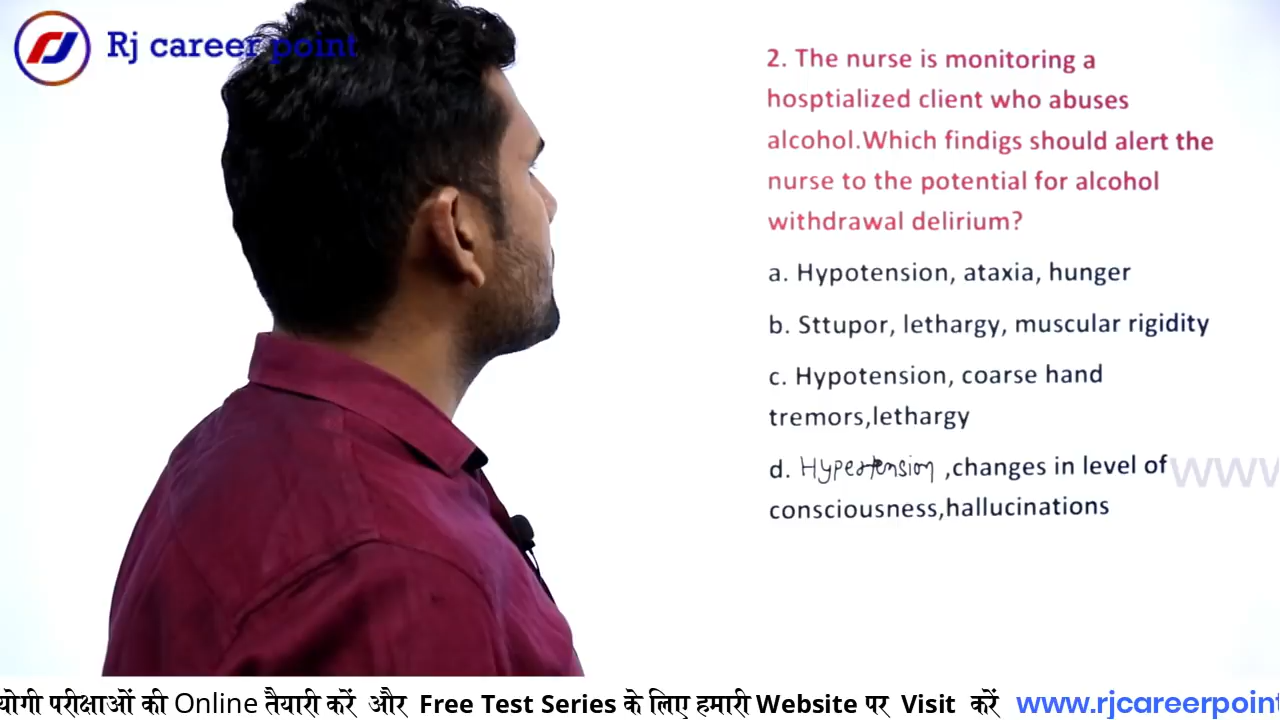 Rj career point
2. The nurse is monitoring a
hosptialized client who abuses
alcohol.Which findigs should alert the
nurse to the potential for alcohol
withdrawal delirium?
a. Hypotension, ataxia, hunger
b. Sttupor, lethargy, muscular rigidity
c. Hypotension, coarse hand
tremors,lethargy
d. Hypertension ,changes in level of
consciousness,hallucinations
www
योगी परीक्षाओं की Online तैयारी करें और Free Test Series के लिए हमारी Website पर Visit करें www.rjcareerpoint